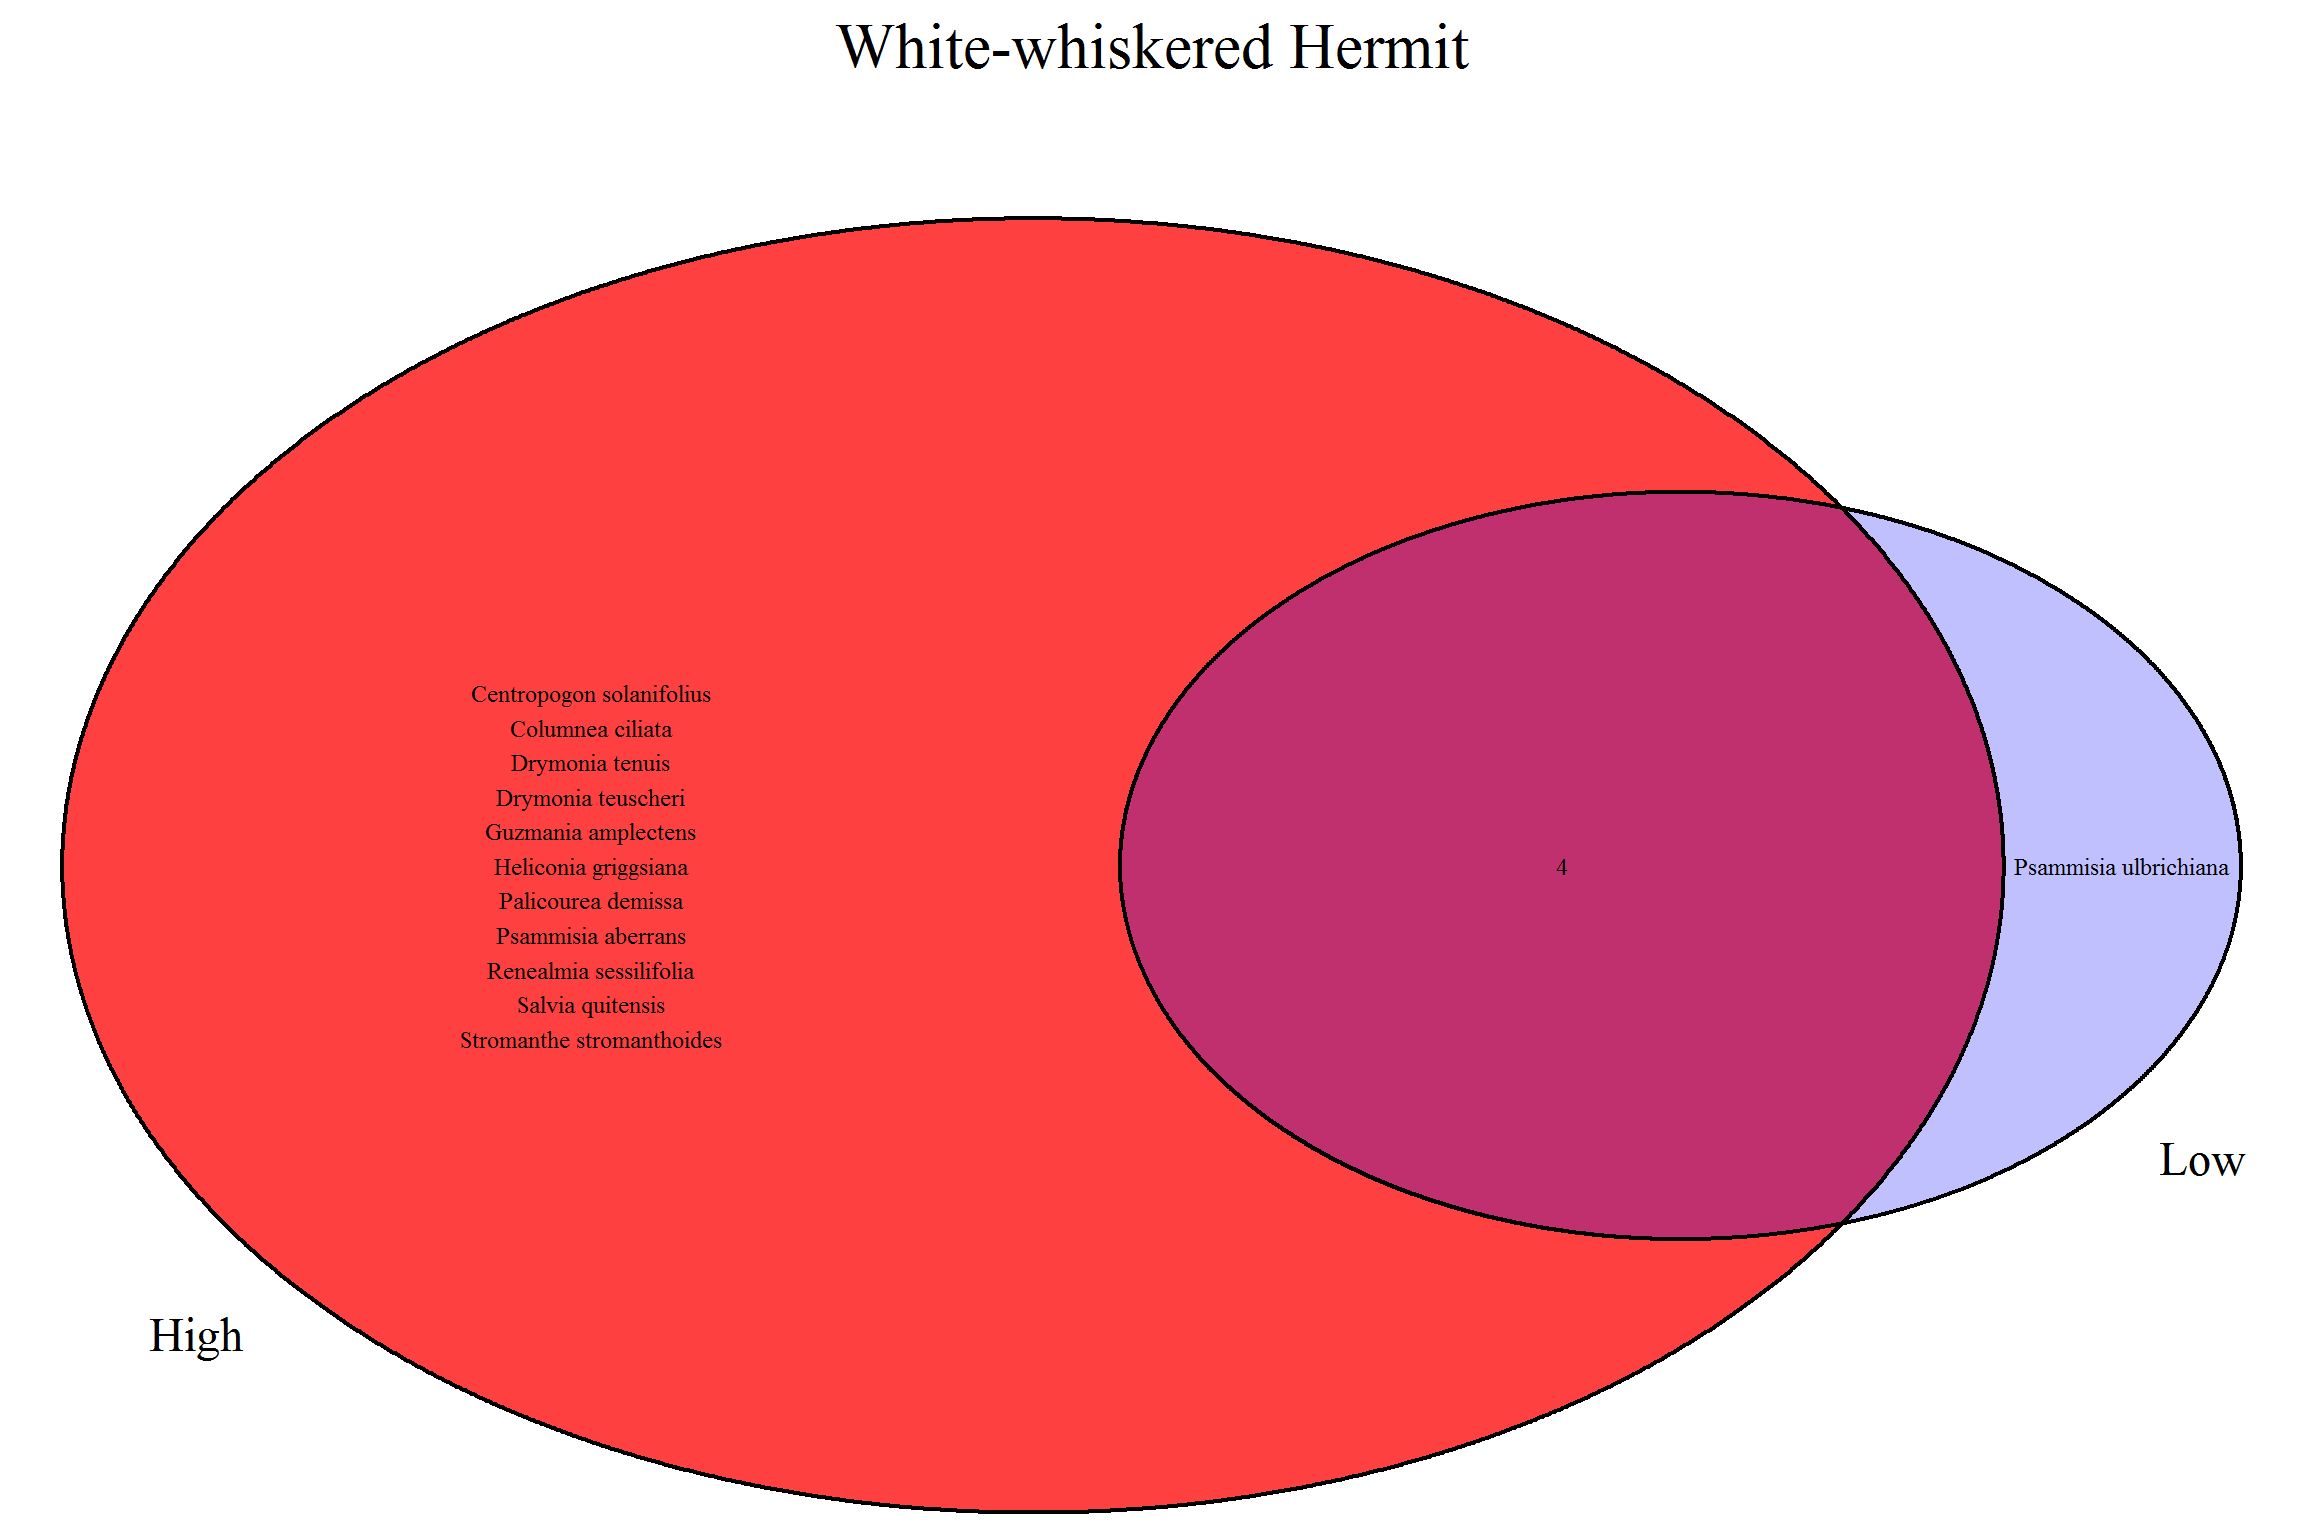 White-whiskered Hermit
Centropogon solanifolius
Columnea ciliata
Drymonia tenuis
Drymonia teuscheri
Guzmania amplectens
Heliconia griggsiana
Palicourea demissa
Psammisia aberrans
Renealmia sessilifolia
Salvia quitensis
Stromanthe stromanthoides
4
Psammisia ulbrichiana
Low
High